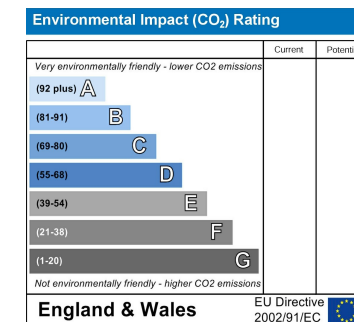 Environmental Impact (CO₂) Rating
Current Potenti
Very environmentally friendly - lower CO2 emissions
(92 plus) A
(81-91) B
(69-80) C
(55-68) D
(39-54) E
(21-38) F
(1-20) G
Not environmentally friendly - higher CO2 emissions
England & Wales
EU Directive
2002/91/EC